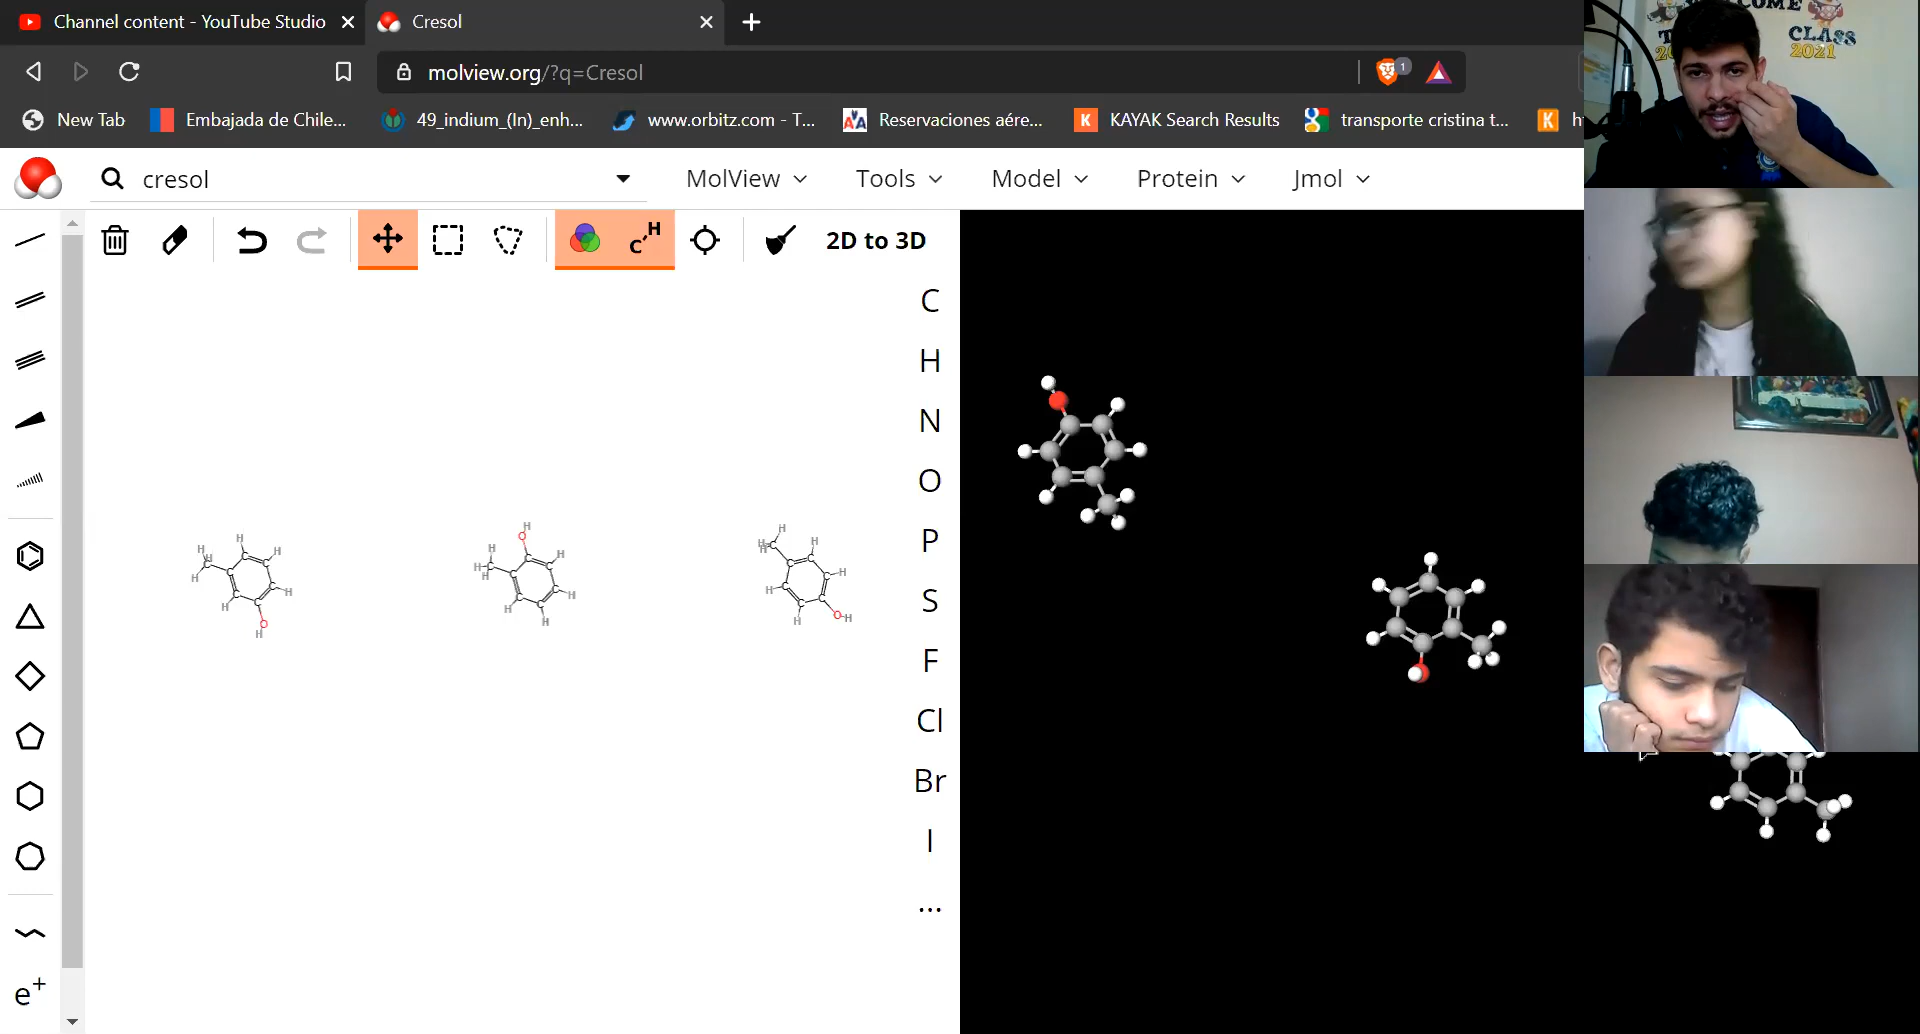 Channel content - YouTube Studio
Cresol
molview.org/?q=Cresol
1
New Tab
Embajada de Chile...
49_indium_(In)_enh...
www.orbitz.com - T...
Reservaciones aére...
KAYAK Search Results
transporte cristina t...
cresol
MolView
Tools
Model
Protein
Jmol
C H
2D to 3D
C
H
N
O
P
S
F
Cl
Br
I
...
e+
CLASS
2021